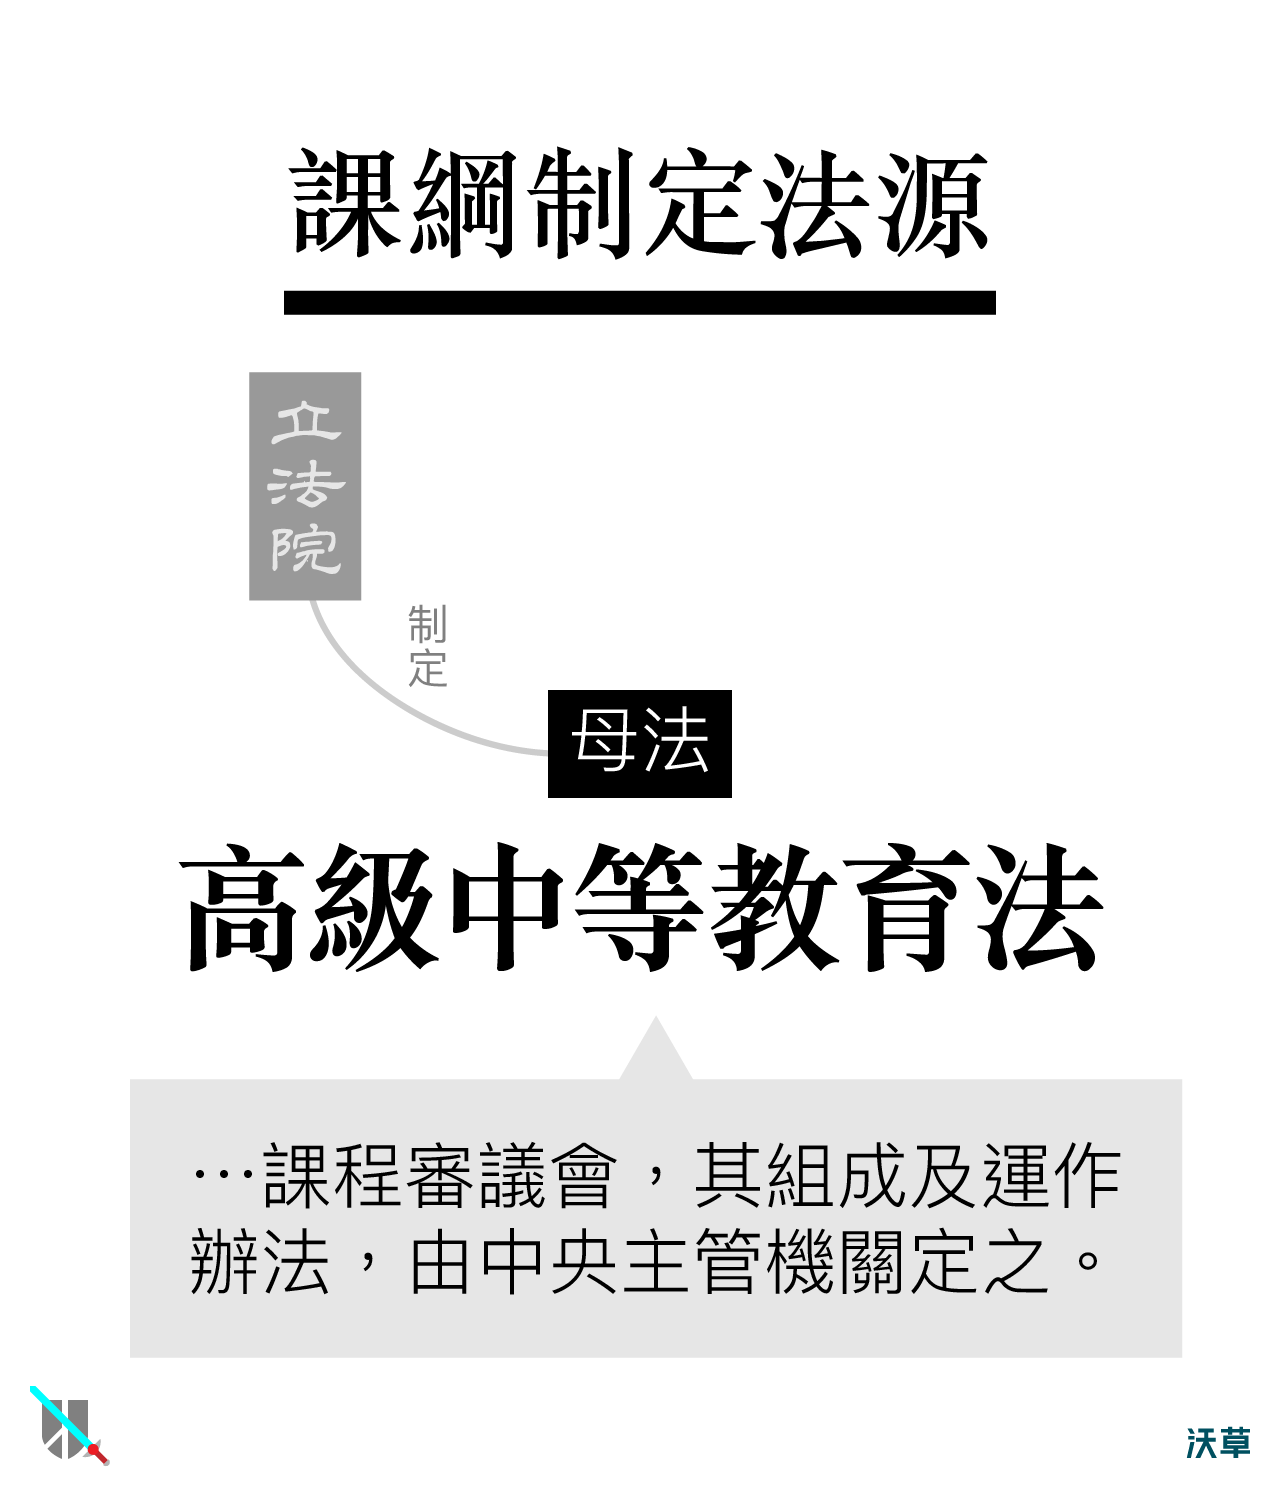 課綱制定法源
立法院
制定
母法
高級中等教育法
…課程審議會，其組成及運作
辦法，由中央主管機關定之。
沃草